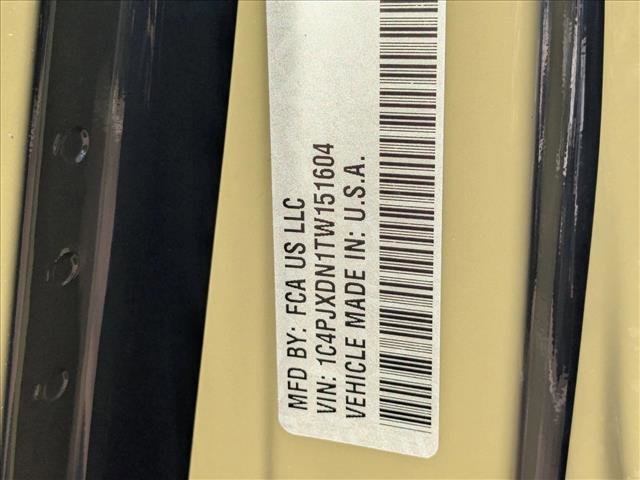 MFD BY: FCA US LLC
VIN: 1C4PJXDN1TW151604
VEHICLE MADE IN: U.S.A.